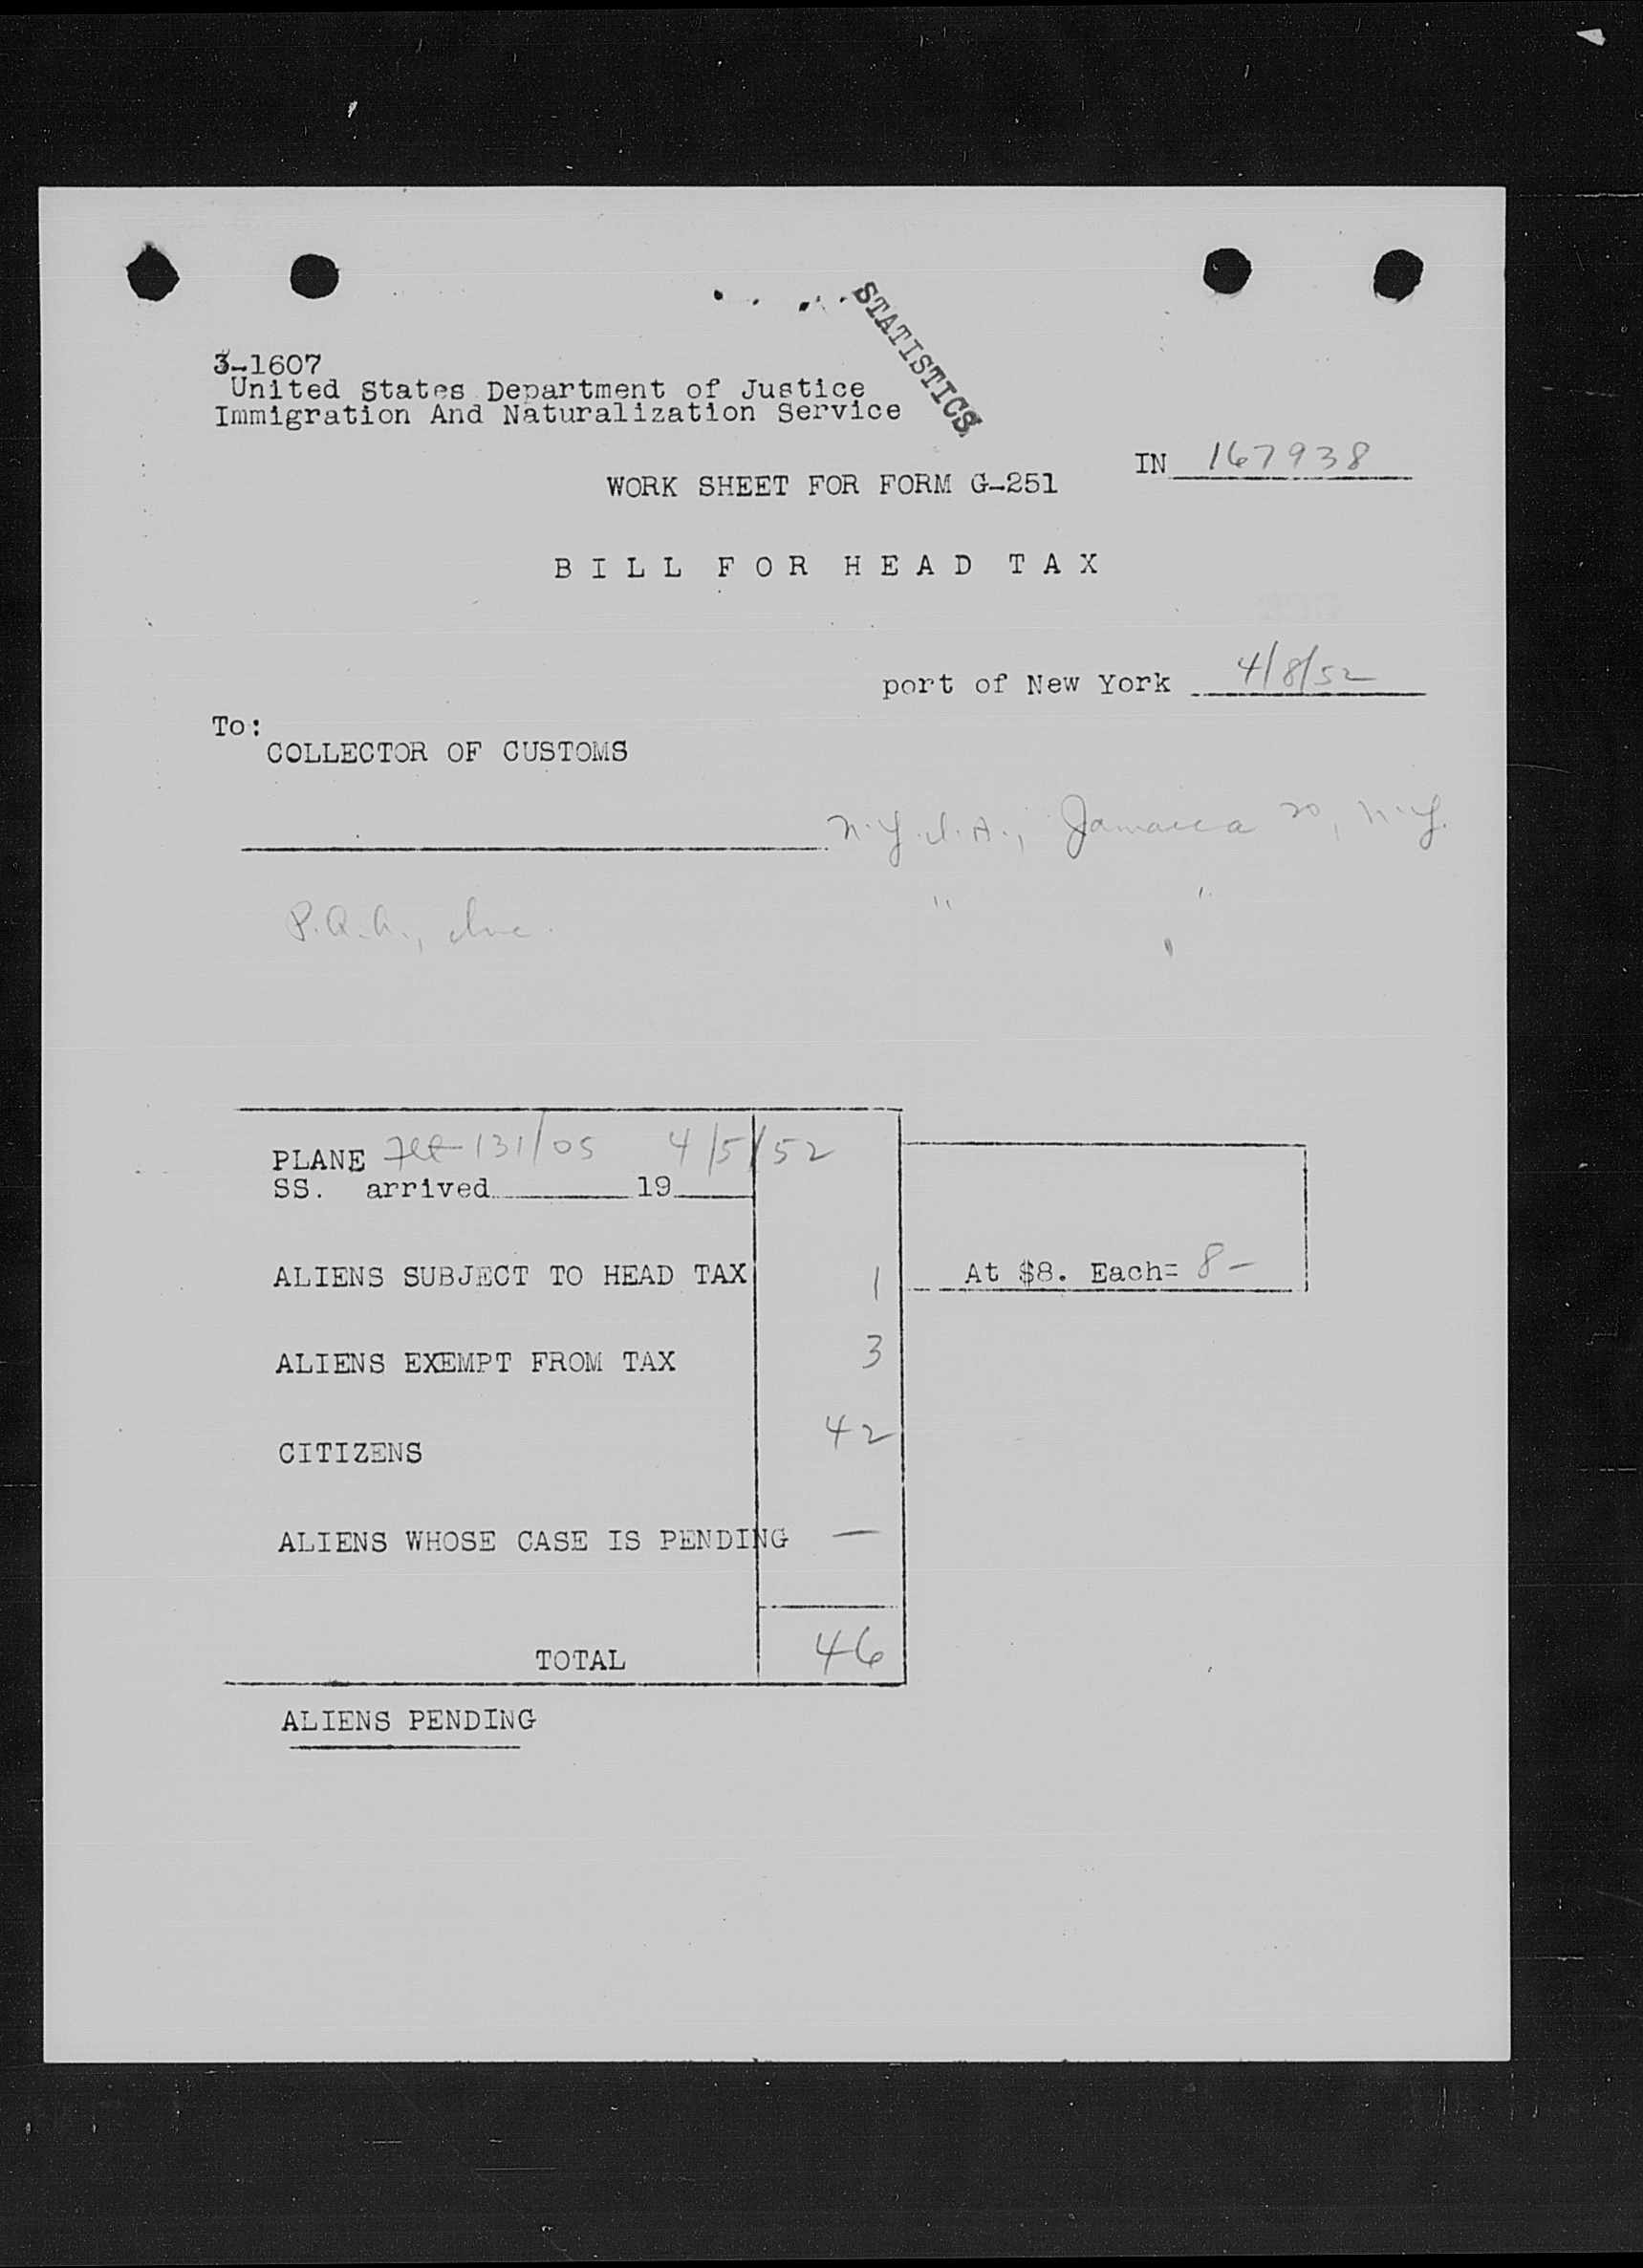 STATISTICS
3-1607
United States Department of Justice
Immigration And Naturalization Service
IN 167938
WORK SHEET FOR FORM G-251
BILL FOR HEAD TAX
port of New York 4/8/52
To:
COLLECTOR OF CUSTOMS
N.Y.I.A., Jamaica 30, N.Y.
P.A.A., Inc. " "
PLANE Flt 131/05 4/5/52
SS. arrived 19
ALIENS SUBJECT TO HEAD TAX 1 At $8. Each= 8-
ALIENS EXEMPT FROM TAX 3
CITIZENS 42
ALIENS WHOSE CASE IS PENDING —
TOTAL 46
ALIENS PENDING